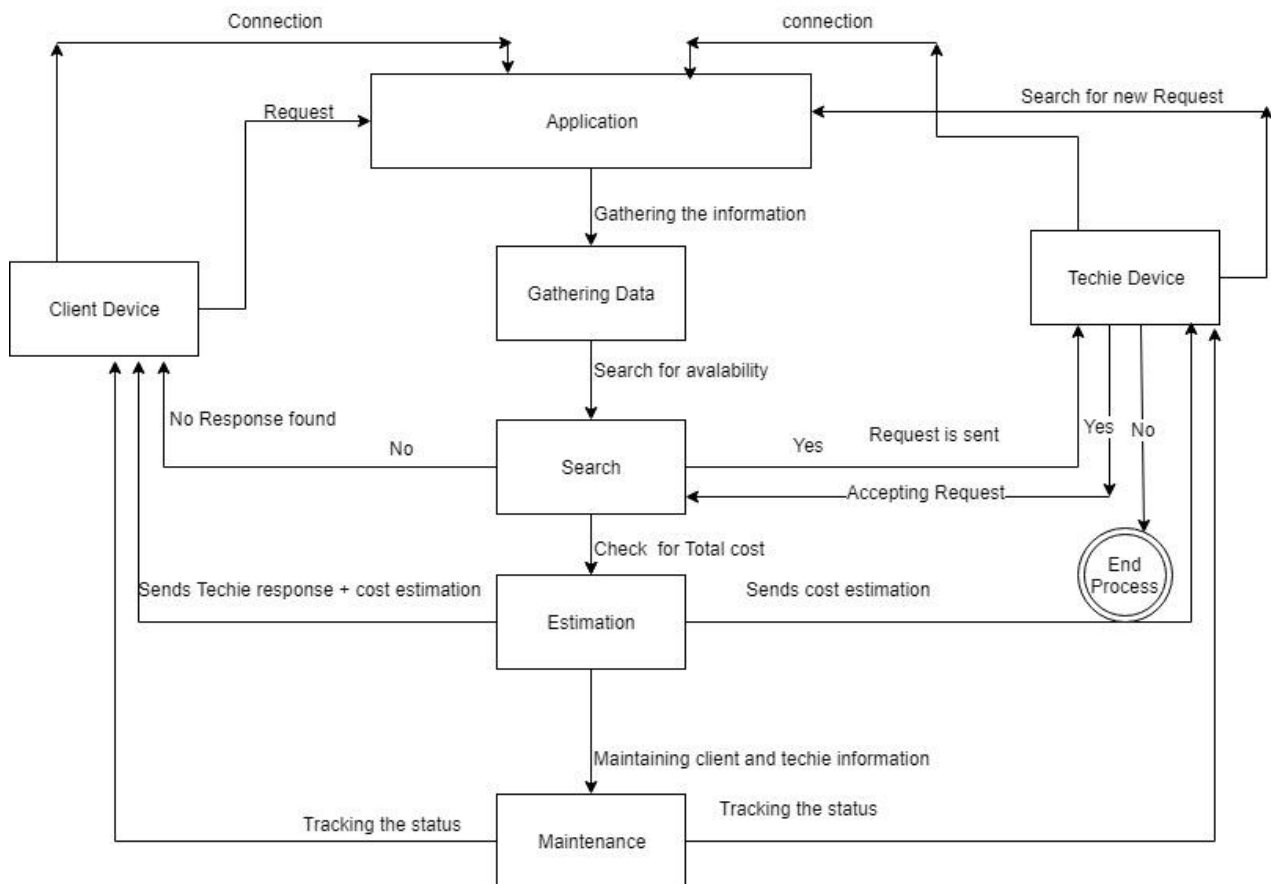 Connection
connection
Search for new Request
Request
Application
Gathering the information
Client Device
Gathering Data
Techie Device
Search for avalability
No Response found
No
Yes
Request is sent
Yes
No
Search
Accepting Request
Check for Total cost
Sends Techie response + cost estimation
Sends cost estimation
End
Process
Estimation
Maintaining client and techie information
Tracking the status
Tracking the status
Maintenance